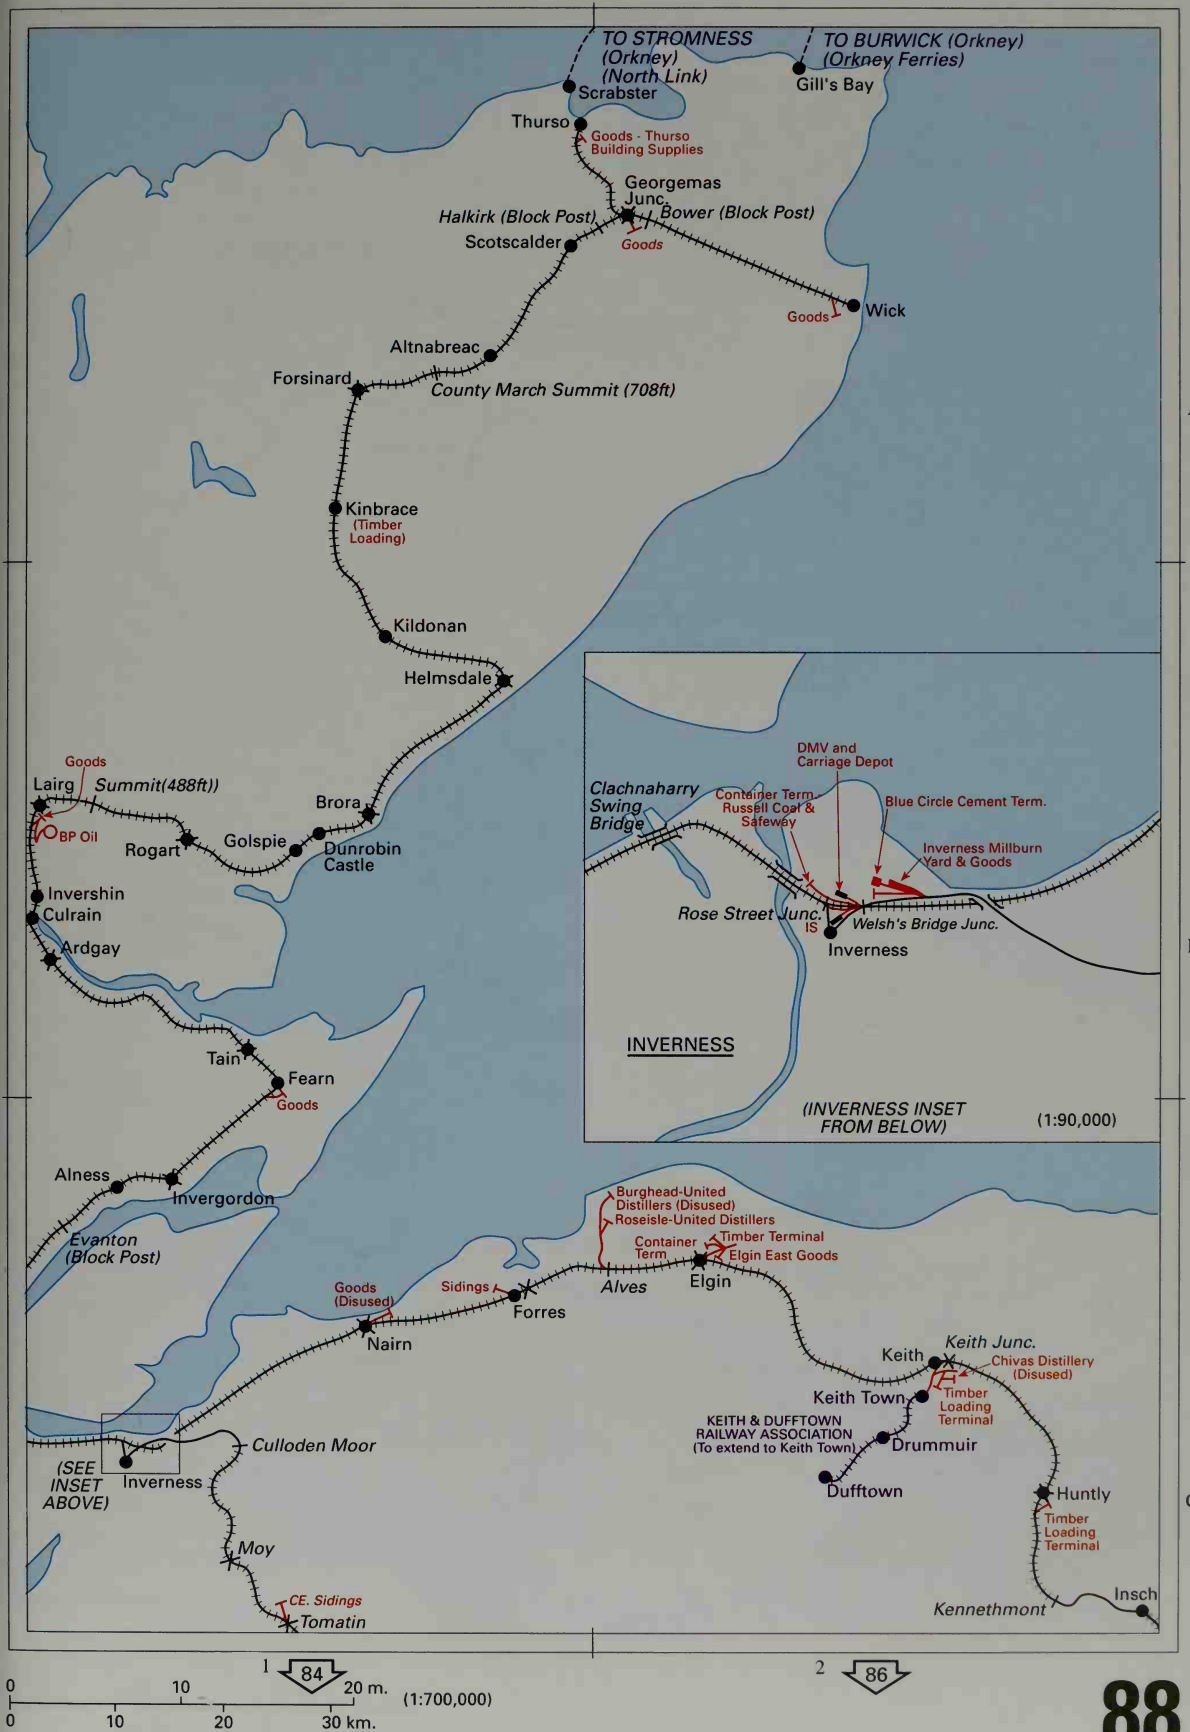 TO STROMNESS
(Orkney)
(North Link)
TO BURWICK (Orkney)
(Orkney Ferries)
Scrabster
Gill's Bay
Thurso
Goods - Thurso
Building Supplies
Georgemas
Junc.
Halkirk (Block Post)
Bower (Block Post)
Scotscalder
Goods
Goods
Wick
Altnabreac
Forsinard
County March Summit (708ft)
Kinbrace
(Timber
Loading)
Kildonan
Helmsdale
Goods
Lairg
Summit(488ft))
BP Oil
Brora
Rogart
Golspie
Dunrobin
Castle
Invershin
Culrain
Ardgay
Tain
Fearn
Goods
Alness
Invergordon
Evanton
(Block Post)
DMV and
Carriage Depot
Clachnaharry
Swing
Bridge
Container Term.-
Russell Coal &
Safeway
Blue Circle Cement Term.
Inverness Millburn
Yard & Goods
Rose Street Junc.
IS
Welsh's Bridge Junc.
Inverness
INVERNESS
(INVERNESS INSET
FROM BELOW)
(1:90,000)
Burghead-United
Distillers (Disused)
Roseisle-United Distillers
Container
Term
Timber Terminal
Elgin East Goods
Elgin
Alves
Goods
(Disused)
Sidings
Forres
Nairn
Keith
Keith Junc.
Chivas Distillery
(Disused)
Keith Town
Timber
Loading
Terminal
KEITH & DUFFTOWN
RAILWAY ASSOCIATION
(To extend to Keith Town)
Drummuir
Dufftown
Huntly
Timber
Loading
Terminal
Kennethmont
Insch
Culloden Moor
(SEE
INSET
ABOVE)
Inverness
Moy
CE. Sidings
Tomatin
1
84
2
86
0
10
20 m.
(1:700,000)
0
10
20
30 km.
88